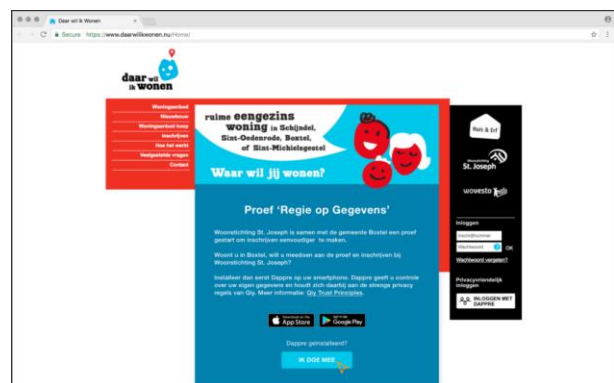 Daar wil ik Wonen
Secure https://www.daarwilikwonen.nu/Home/
daar wil
ik wonen
Woningaanbod
Nieuwbouw
Woningaanbod koop
Inschrijven
Hoe het werkt
Veelgestelde vragen
Contact
ruime eengezins
woning in Schijndel,
Sint-Oedenrode, Boxtel,
of Sint-Michielsgestel
Waar wil jij wonen?
Proef ‘Regie op Gegevens’
Woonstichting St. Joseph is samen met de gemeente Boxtel een proef
gestart om inschrijven eenvoudiger te maken.
Woont u in Boxtel, wilt u meedoen aan de proef en inschrijven bij
Woonstichting St. Joseph?
Installeer dan eerst Dappre op uw smartphone. Dappre geeft u controle
over uw eigen gegevens en houdt zich daarbij aan de strenge privacy
regels van Qiy. Meer informatie: Qiy Trust Principles.
App Store
Google Play
Dappre geïnstalleerd?
IK DOE MEE
Huis & Erf
Woonstichting
St. Joseph
wovesto
Inloggen
Inschrijfnummer
Wachtwoord
?
OK
Wachtwoord vergeten?
Privacyvriendelijk
inloggen
INLOGGEN MET
DAPPRE